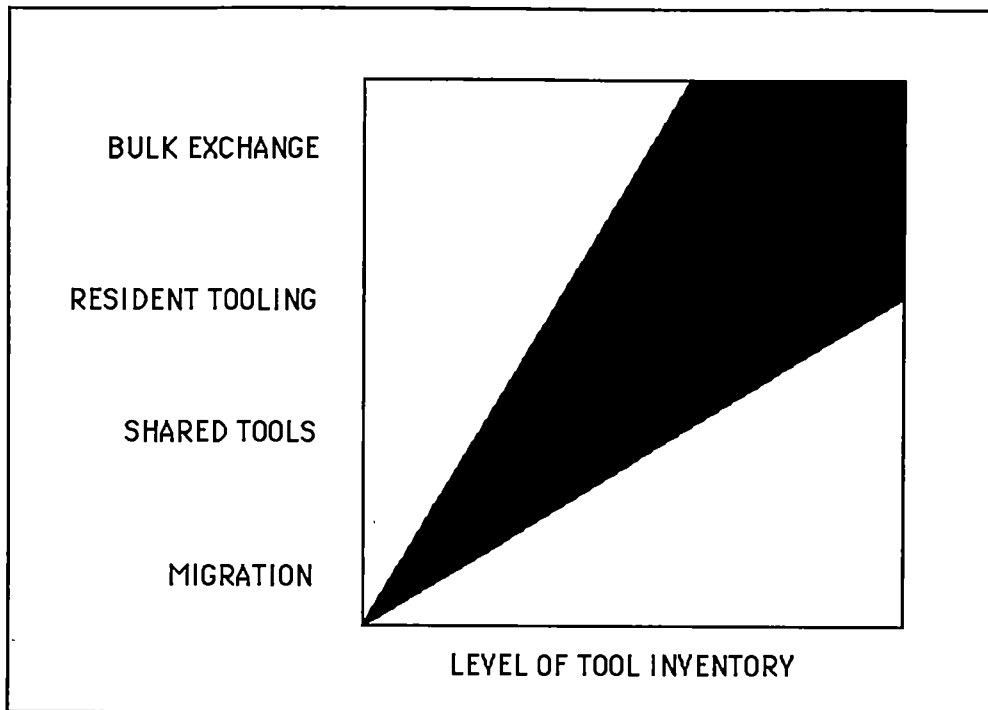 BULK EXCHANGE
RESIDENT TOOLING
SHARED TOOLS
MIGRATION
LEVEL OF TOOL INVENTORY